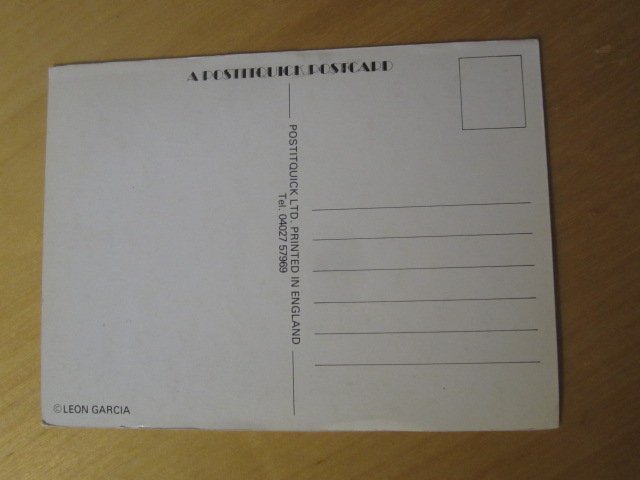 A POSTITQUICK POSTCARD
POSTITQUICK LTD. PRINTED IN ENGLAND
Tel. 04027 57969
©LEON GARCIA